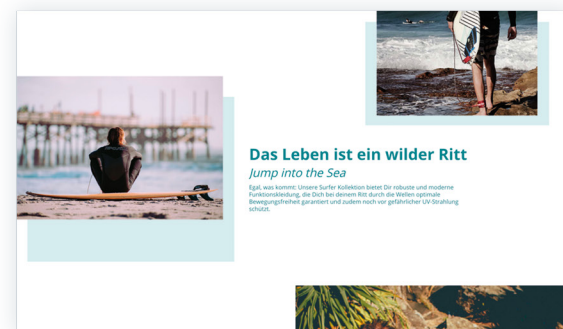 Das Leben ist ein wilder Ritt
Jump into the Sea
Egal, was kommt: Unsere Surfer Kollektion bietet Dir robuste und moderne
Funktionskleidung, die Dich bei deinem Ritt durch die Wellen optimale
Bewegungsfreiheit garantiert und zudem noch vor gefährlicher UV-Strahlung
schützt.